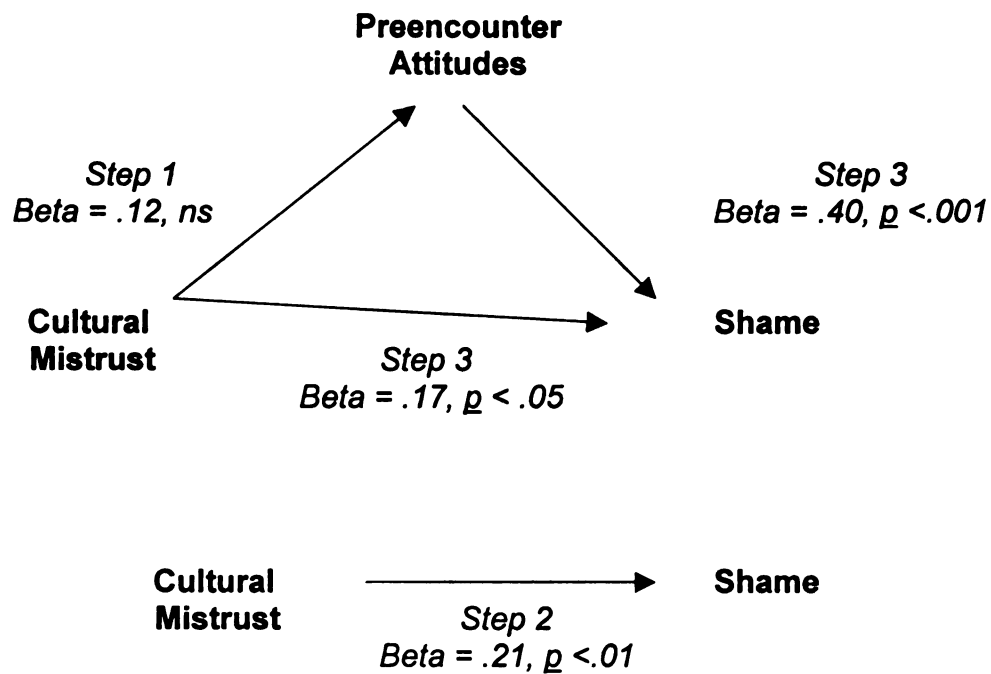 Preencounter
Attitudes
Step 1
Beta = .12, ns
Step 3
Beta = .40, p <.001
Cultural
Mistrust
Shame
Step 3
Beta = .17, p < .05
Cultural
Mistrust
Shame
Step 2
Beta = .21, p <.01